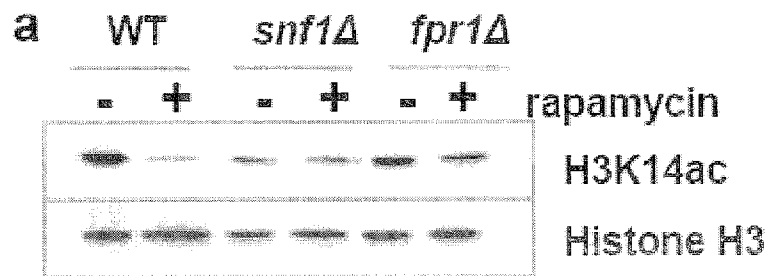 a WT snf1Δ fpr1Δ
- + - + - + rapamycin
H3K14ac
Histone H3